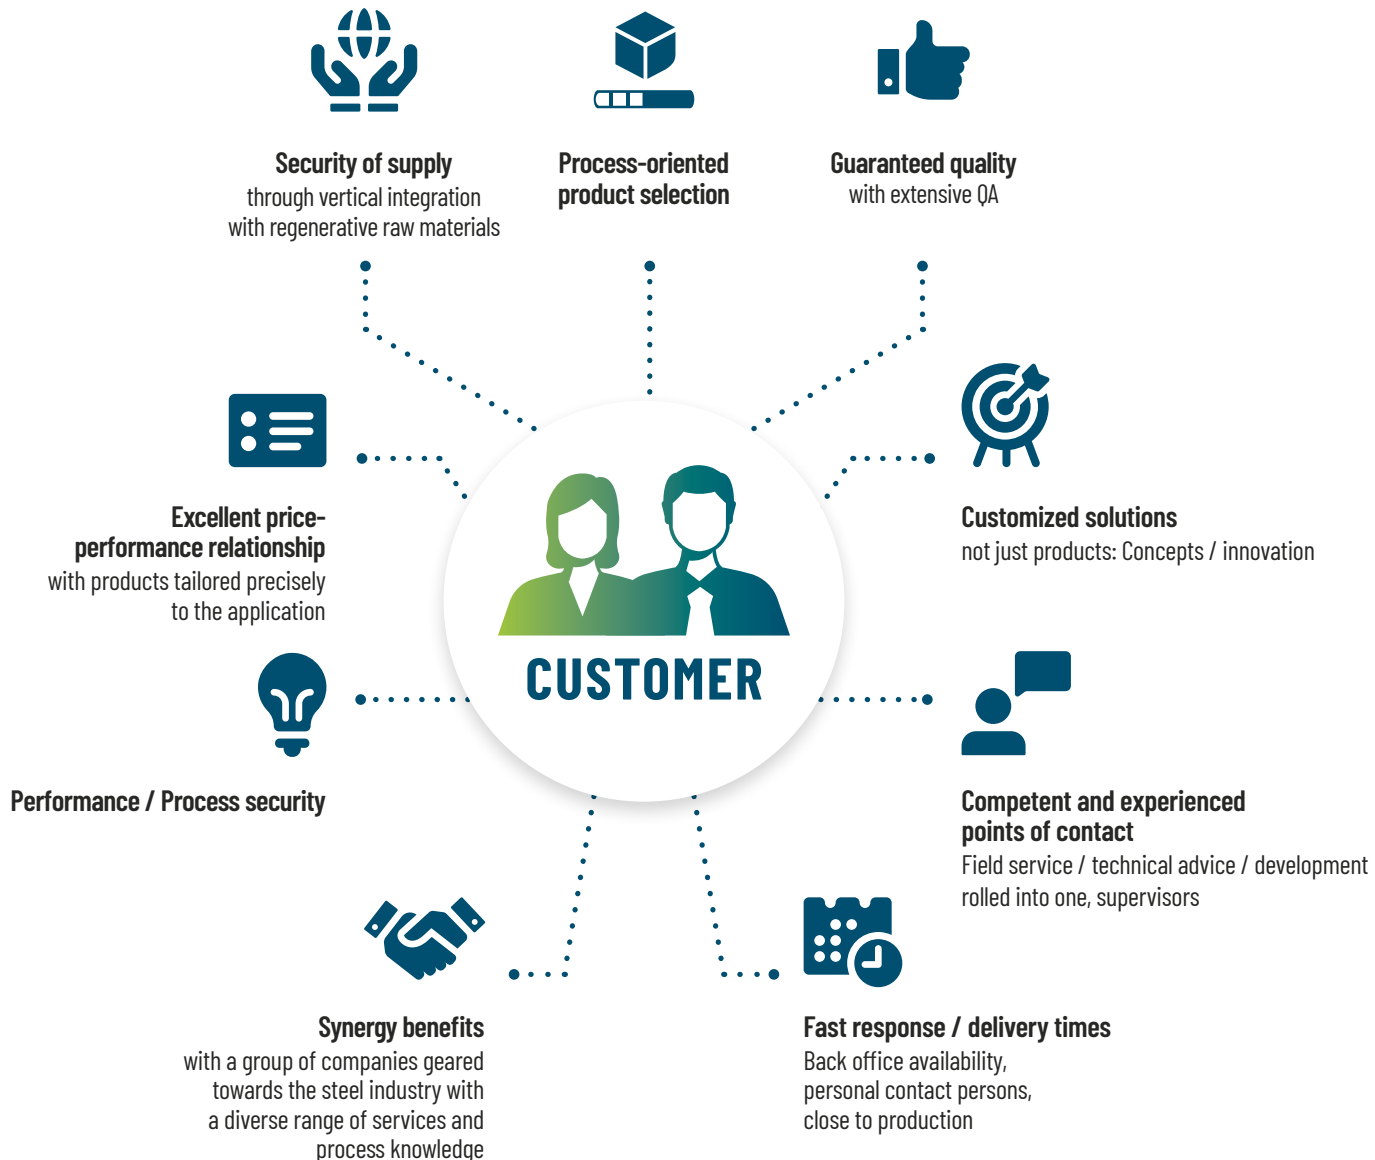 Security of supply
through vertical integration
with regenerative raw materials
Process-oriented
product selection
Guaranteed quality
with extensive QA
Excellent price-
performance relationship
with products tailored precisely
to the application
Customized solutions
not just products: Concepts / innovation
CUSTOMER
Performance / Process security
Competent and experienced
points of contact
Field service / technical advice / development
rolled into one, supervisors
Synergy benefits
with a group of companies geared
towards the steel industry with
a diverse range of services and
process knowledge
Fast response / delivery times
Back office availability,
personal contact persons,
close to production